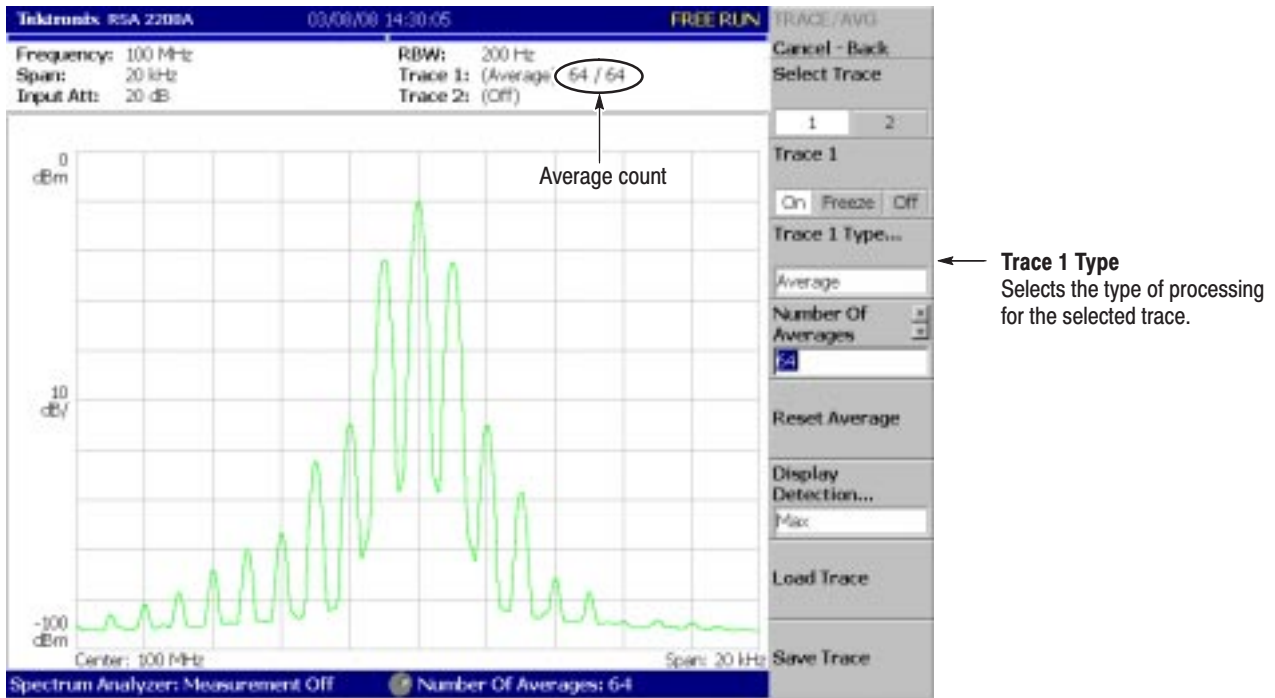 Tektronix RSA 2200A 03/08/08 14:30:05 FREE RUN
Frequency: 100 MHz
Span: 20 kHz
Input Att: 20 dB
RBW: 200 Hz
Trace 1: (Average) 64 / 64
Trace 2: (Off)
Average count
0
dBm
10
dB/
-100
dBm
Center: 100 MHz Span: 20 kHz
Spectrum Analyzer: Measurement Off Number Of Averages: 64
TRACE/AVG
Cancel - Back
Select Trace
1 2
Trace 1
On Freeze Off
Trace 1 Type...
Average
Number Of
Averages
64
Reset Average
Display
Detection...
Max
Load Trace
Save Trace
Trace 1 Type
Selects the type of processing
for the selected trace.